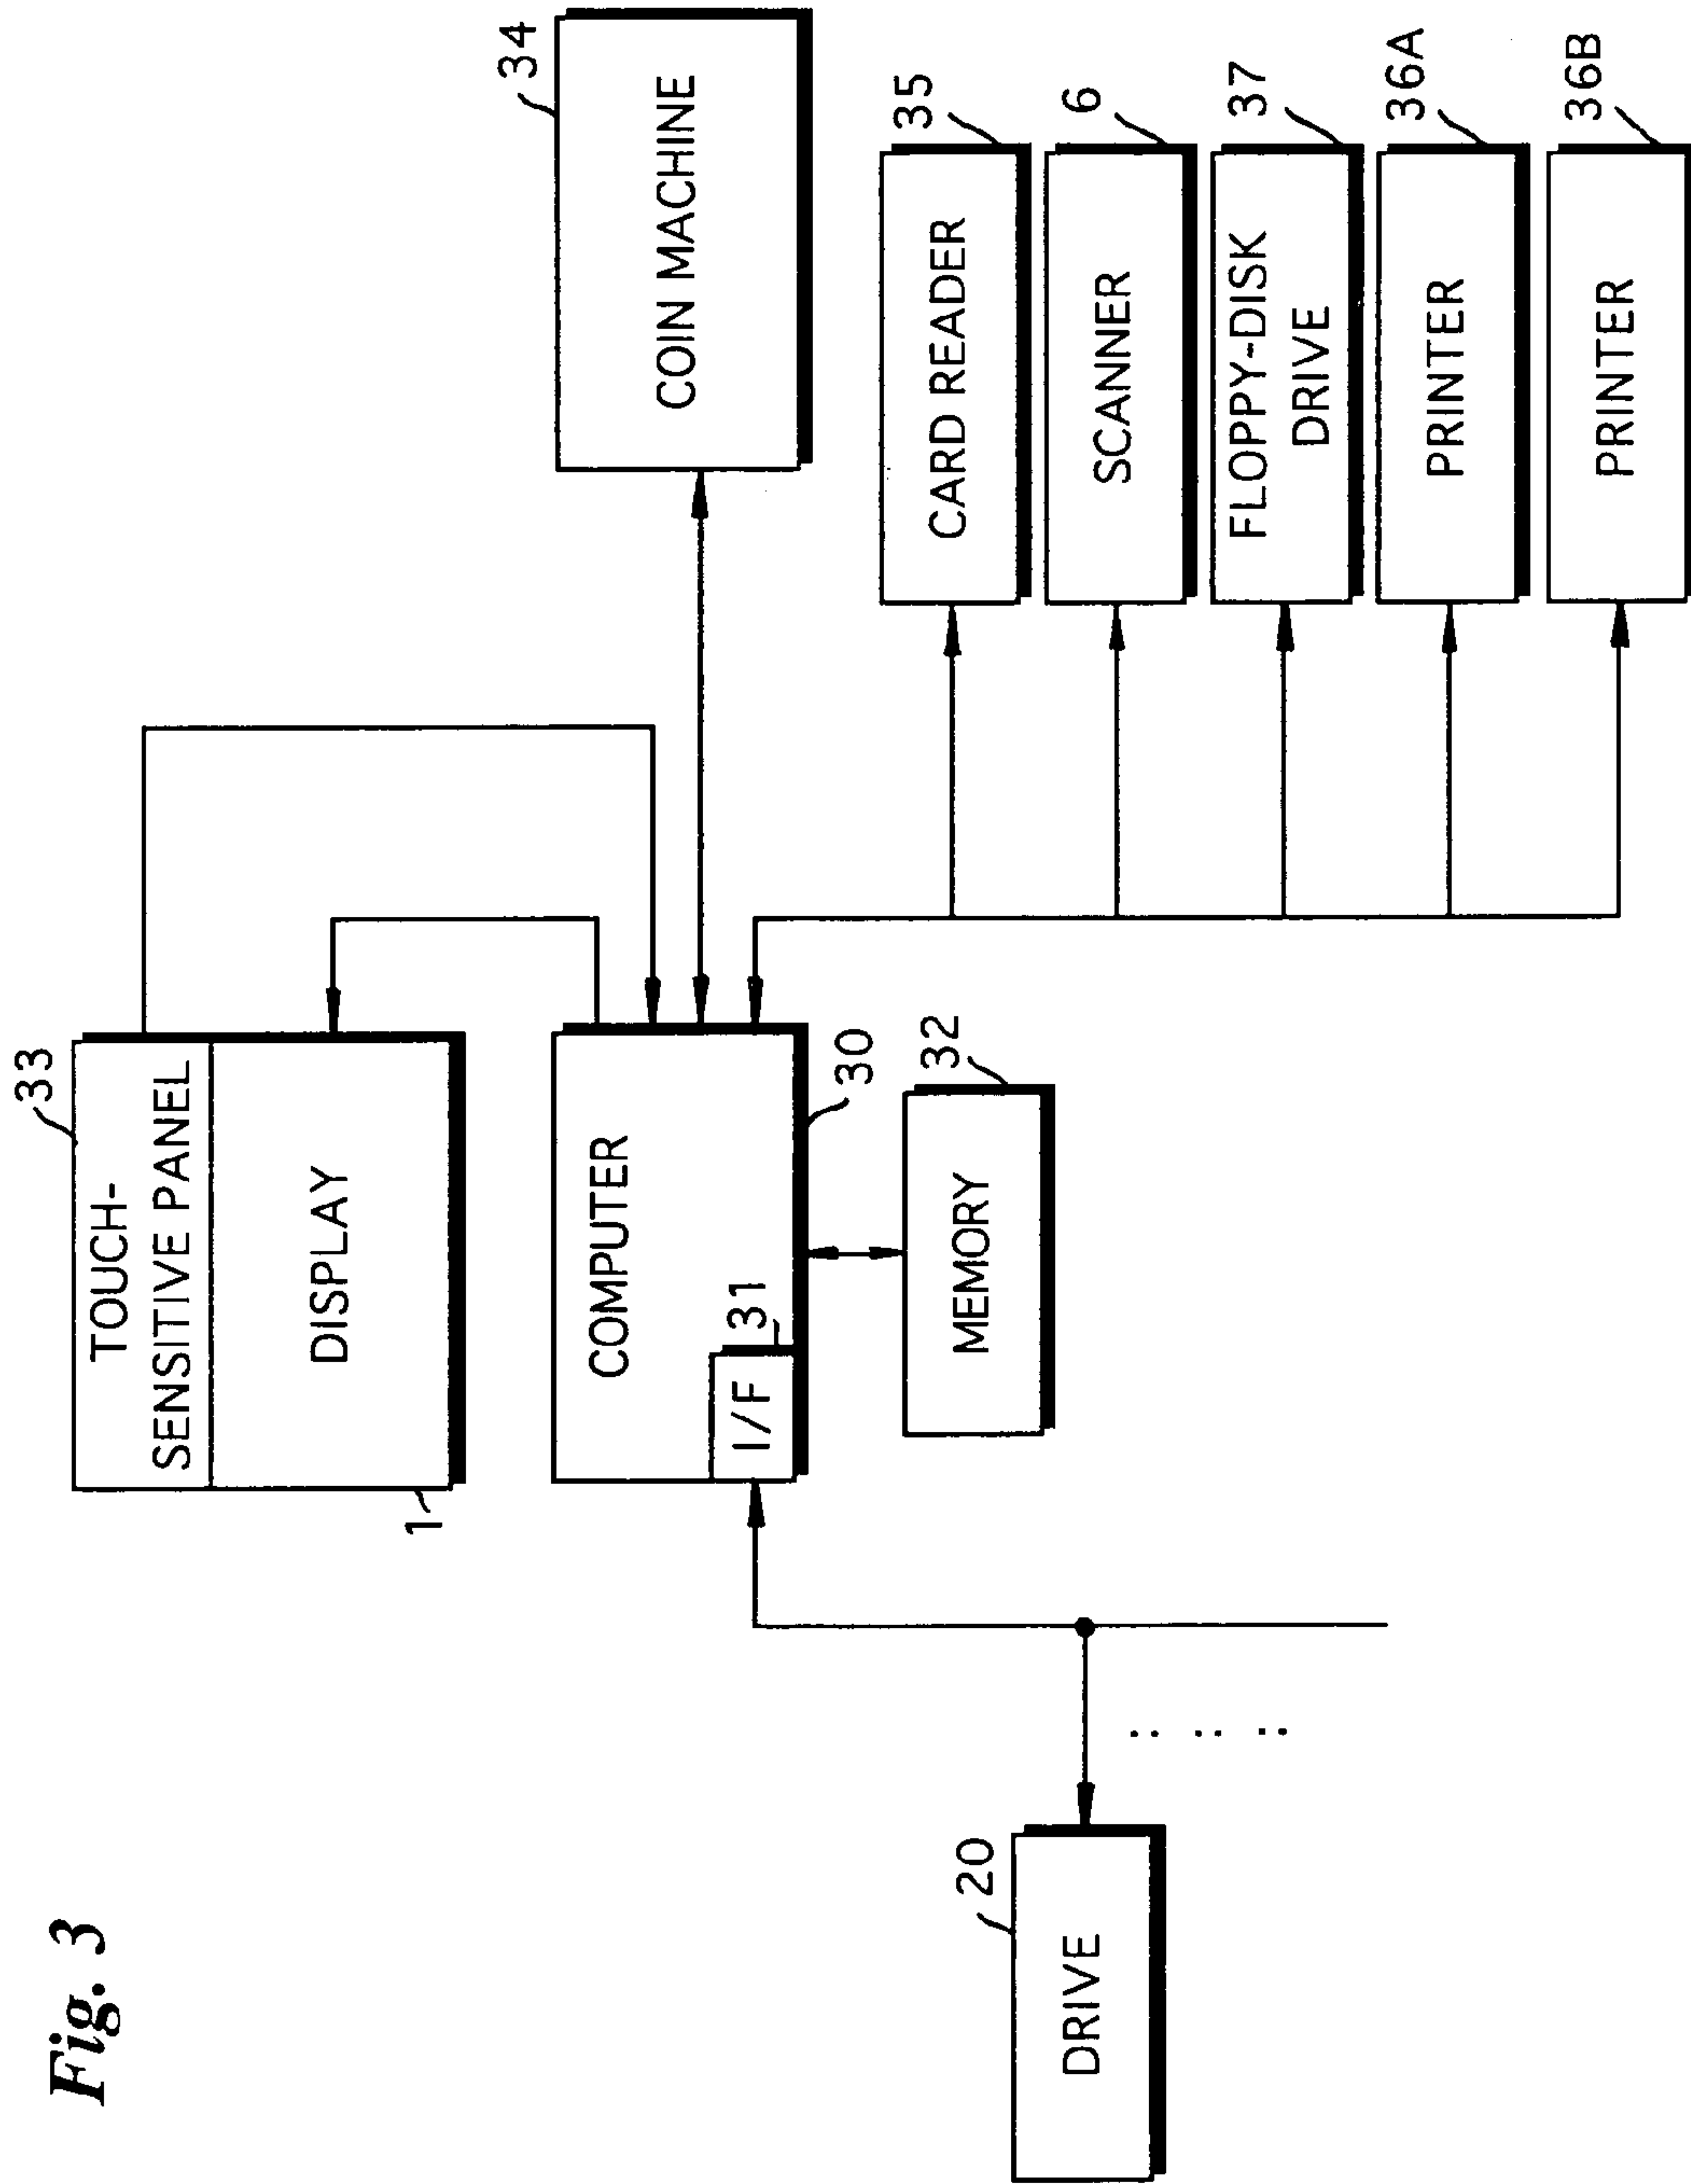 Fig. 3
33
TOUCH-
SENSITIVE PANEL
DISPLAY
1
34
COIN MACHINE
COMPUTER
I/F
31
30
MEMORY
32
35
CARD READER
6
SCANNER
37
FLOPPY-DISK
DRIVE
36A
PRINTER
36B
PRINTER
20
DRIVE